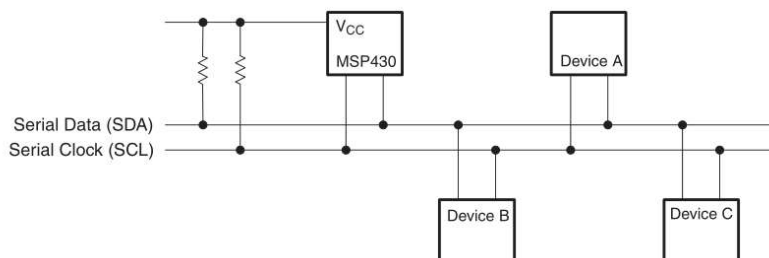 VCC
MSP430
Device A
Serial Data (SDA)
Serial Clock (SCL)
Device B
Device C